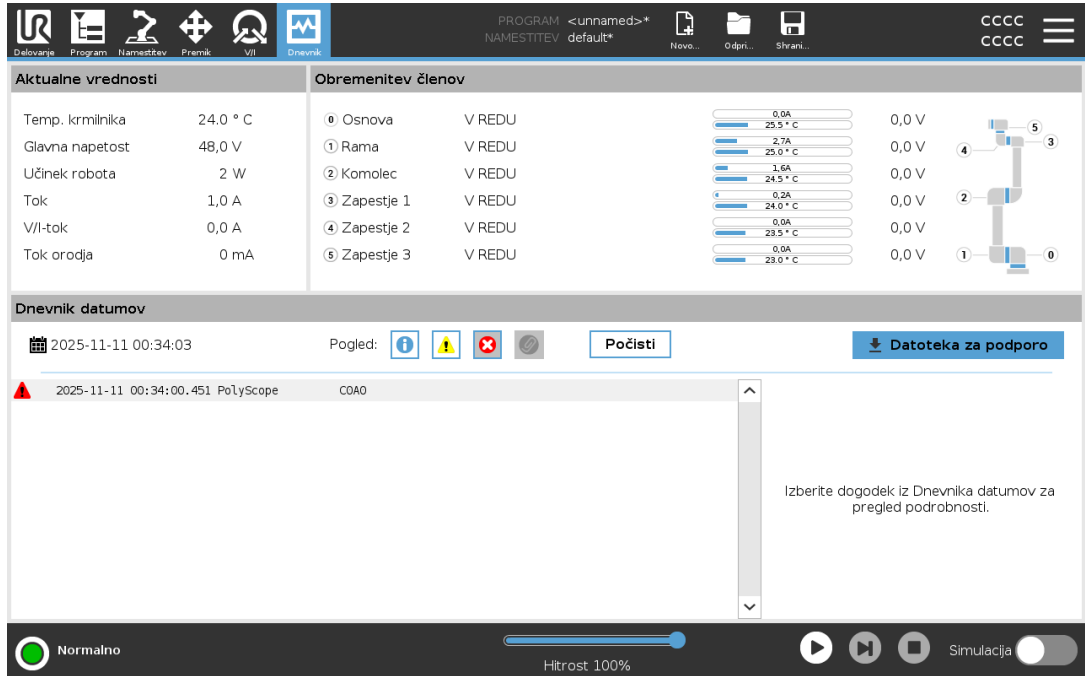 UR
PROGRAM <unnamed>*
NAMESTITEV default*
CCCC
CCCC
Delovanje Program Namestitev Premik V/I Dnevnik Novo... Odpri... Shrani...
Aktualne vrednosti
Obremenitev členov
Temp. krmilnika 24.0 ° C
Glavna napetost 48,0 V
Učinek robota 2 W
Tok 1,0 A
V/I-tok 0,0 A
Tok orodja 0 mA
0 Osnova V REDU 0,0A 25.5 ° C 0,0 V
1 Rama V REDU 2,7A 25.0 ° C 0,0 V
2 Komolec V REDU 1,6A 24.5 ° C 0,0 V
3 Zapestje 1 V REDU 0,2A 24.0 ° C 0,0 V
4 Zapestje 2 V REDU 0,0A 23.5 ° C 0,0 V
5 Zapestje 3 V REDU 0,0A 23.0 ° C 0,0 V
5
4 3
2
1 0
Dnevnik datumov
2025-11-11 00:34:03 Pogled: Počisti Datoteka za podporo
2025-11-11 00:34:00.451 PolyScope C0A0
Izberite dogodek iz Dnevnika datumov za
pregled podrobnosti.
Normalno
Hitrost 100%
Simulacija